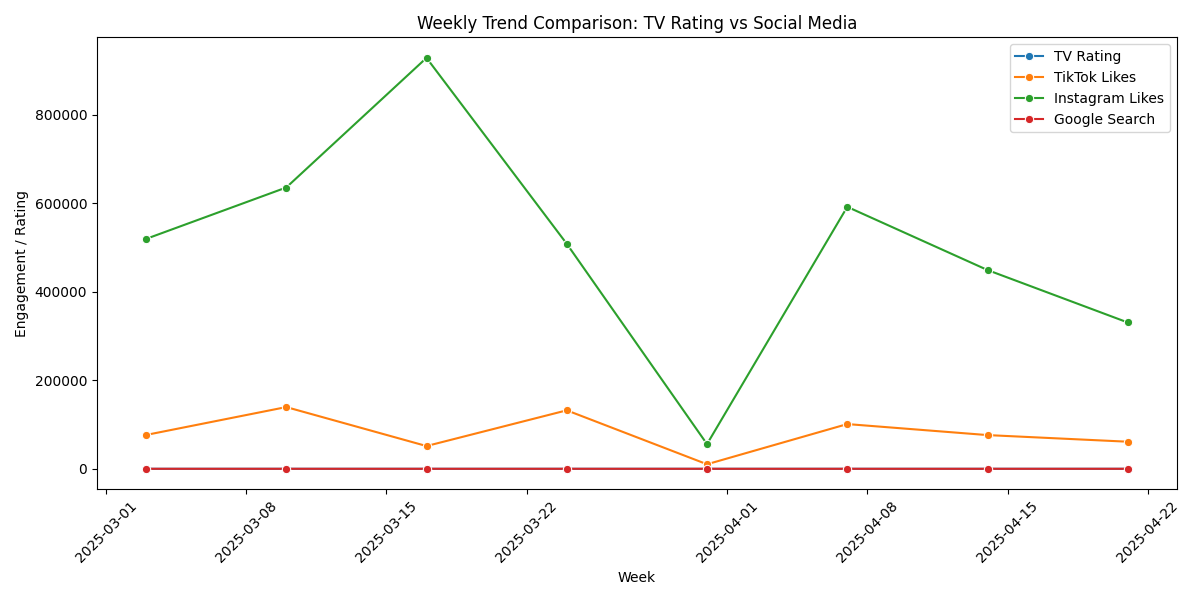 Weekly Trend Comparison: TV Rating vs Social Media
TV Rating
TikTok Likes
Instagram Likes
Google Search
Engagement / Rating
800000
600000
400000
200000
0
2025-03-01
2025-03-08
2025-03-15
2025-03-22
2025-04-01
2025-04-08
2025-04-15
2025-04-22
Week